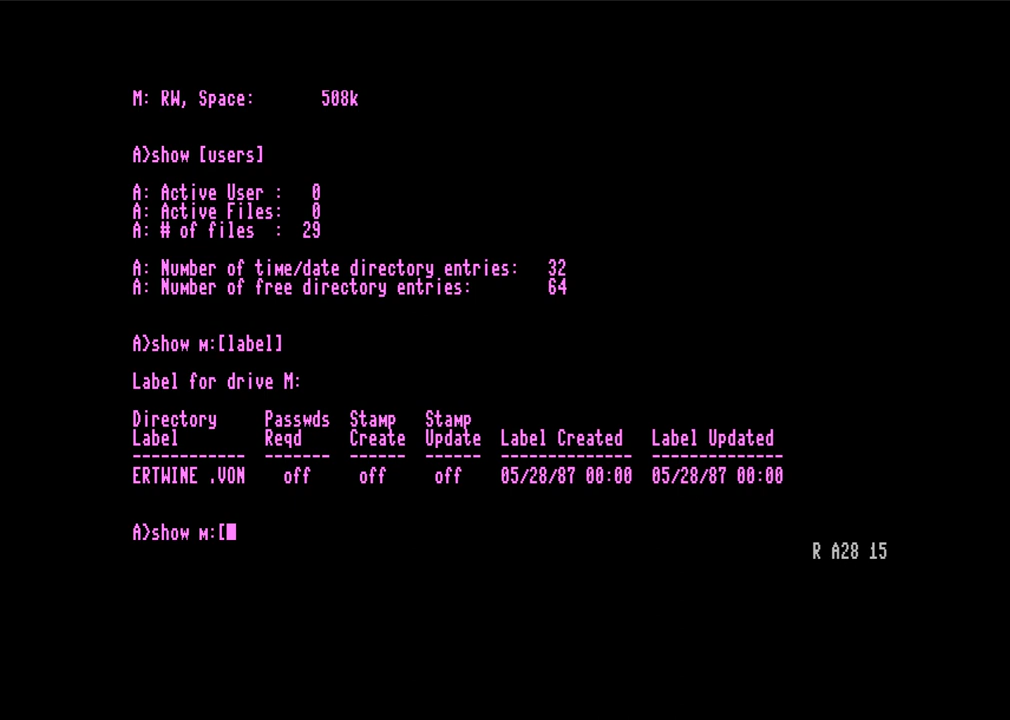 M: RW, Space:       508k
A>show [users]
A: Active User :   0
A: Active Files:   0
A: # of files  :  29
A: Number of time/date directory entries:   32
A: Number of free directory entries:        64
A>show m:[label]
Label for drive M:
Directory     Passwds  Stamp   Stamp
Label         Reqd     Create  Update  Label Created   Label Updated
------------  -------  ------  ------  --------------  --------------
ERTWINE .VON    off     off     off    05/28/87 00:00  05/28/87 00:00
A>show m:[
R A28 15